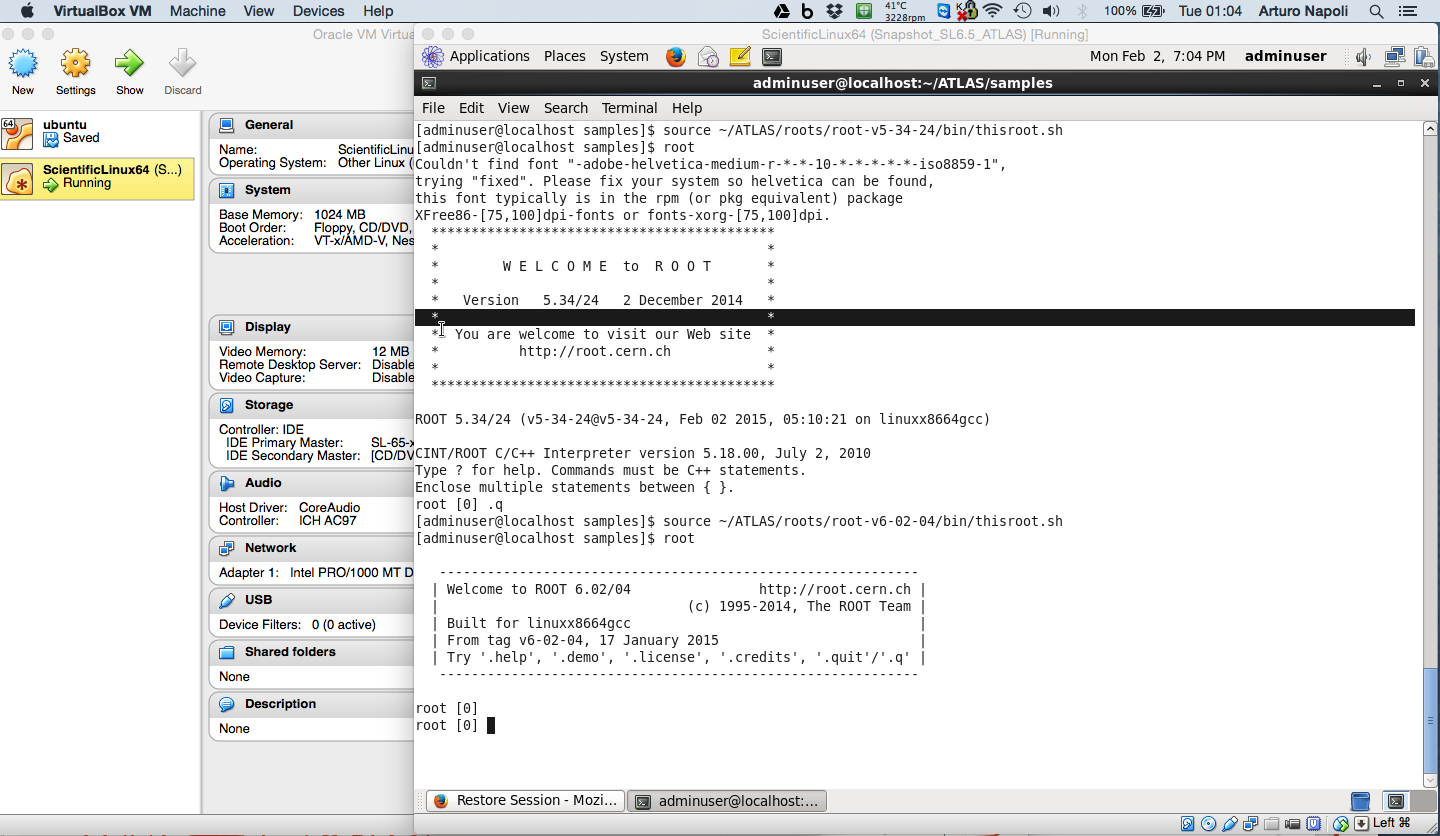 VirtualBox VM Machine View Devices Help
41°C
3228rpm
100% Tue 01:04 Arturo Napoli
Oracle VM Virtua
New Settings Show Discard
64
ubuntu
Saved
ScientificLinux64 (S...)
Running
General
Name: ScientificLinu
Operating System: Other Linux (
System
Base Memory: 1024 MB
Boot Order: Floppy, CD/DVD,
Acceleration: VT-x/AMD-V, Nes
Display
Video Memory: 12 MB
Remote Desktop Server: Disable
Video Capture: Disable
Storage
Controller: IDE
IDE Primary Master: SL-65-x
IDE Secondary Master: [CD/DV
Audio
Host Driver: CoreAudio
Controller: ICH AC97
Network
Adapter 1: Intel PRO/1000 MT D
USB
Device Filters: 0 (0 active)
Shared folders
None
Description
None
ScientificLinux64 (Snapshot_SL6.5_ATLAS) [Running]
Applications Places System
Mon Feb 2, 7:04 PM adminuser
adminuser@localhost:~/ATLAS/samples
File Edit View Search Terminal Help
[adminuser@localhost samples]$ source ~/ATLAS/roots/root-v5-34-24/bin/thisroot.sh
[adminuser@localhost samples]$ root
Couldn't find font "-adobe-helvetica-medium-r-*-*-10-*-*-*-*-*-iso8859-1",
trying "fixed". Please fix your system so helvetica can be found,
this font typically is in the rpm (or pkg equivalent) package
XFree86-[75,100]dpi-fonts or fonts-xorg-[75,100]dpi.
*******************************************
* *
* W E L C O M E to R O O T *
* *
* Version 5.34/24 2 December 2014 *
* *
* You are welcome to visit our Web site *
* http://root.cern.ch *
* *
*******************************************
ROOT 5.34/24 (v5-34-24@v5-34-24, Feb 02 2015, 05:10:21 on linuxx8664gcc)
CINT/ROOT C/C++ Interpreter version 5.18.00, July 2, 2010
Type ? for help. Commands must be C++ statements.
Enclose multiple statements between { }.
root [0] .q
[adminuser@localhost samples]$ source ~/ATLAS/roots/root-v6-02-04/bin/thisroot.sh
[adminuser@localhost samples]$ root
------------------------------------------------------------
| Welcome to ROOT 6.02/04 http://root.cern.ch |
| (c) 1995-2014, The ROOT Team |
| Built for linuxx8664gcc |
| From tag v6-02-04, 17 January 2015 |
| Try '.help', '.demo', '.license', '.credits', '.quit'/'.q' |
------------------------------------------------------------
root [0]
root [0]
Restore Session - Mozi... adminuser@localhost:...
Left ⌘